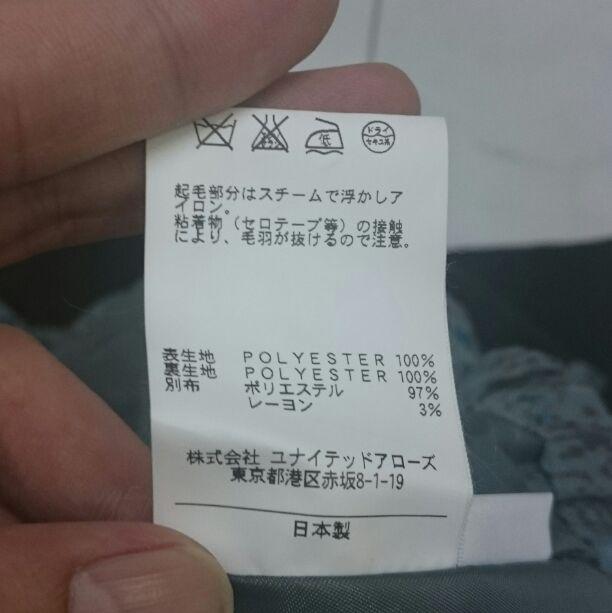 低
ドライ
セキユ系
起毛部分はスチームで浮かしア
イロン。
粘着物（セロテープ等）の接触
により、毛羽が抜けるので注意。
表生地 POLYESTER 100%
裏生地 POLYESTER 100%
別布 ポリエステル 97%
レーヨン 3%
株式会社 ユナイテッドアローズ
東京都港区赤坂8-1-19
日本製